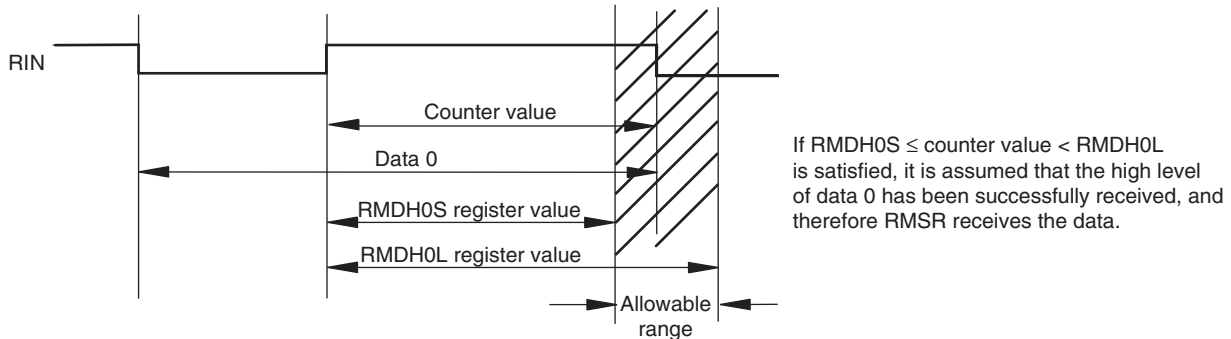 RIN
Counter value
Data 0
RMDH0S register value
RMDH0L register value
Allowable
range
If RMDH0S ≤ counter value < RMDH0L
is satisfied, it is assumed that the high level
of data 0 has been successfully received, and
therefore RMSR receives the data.